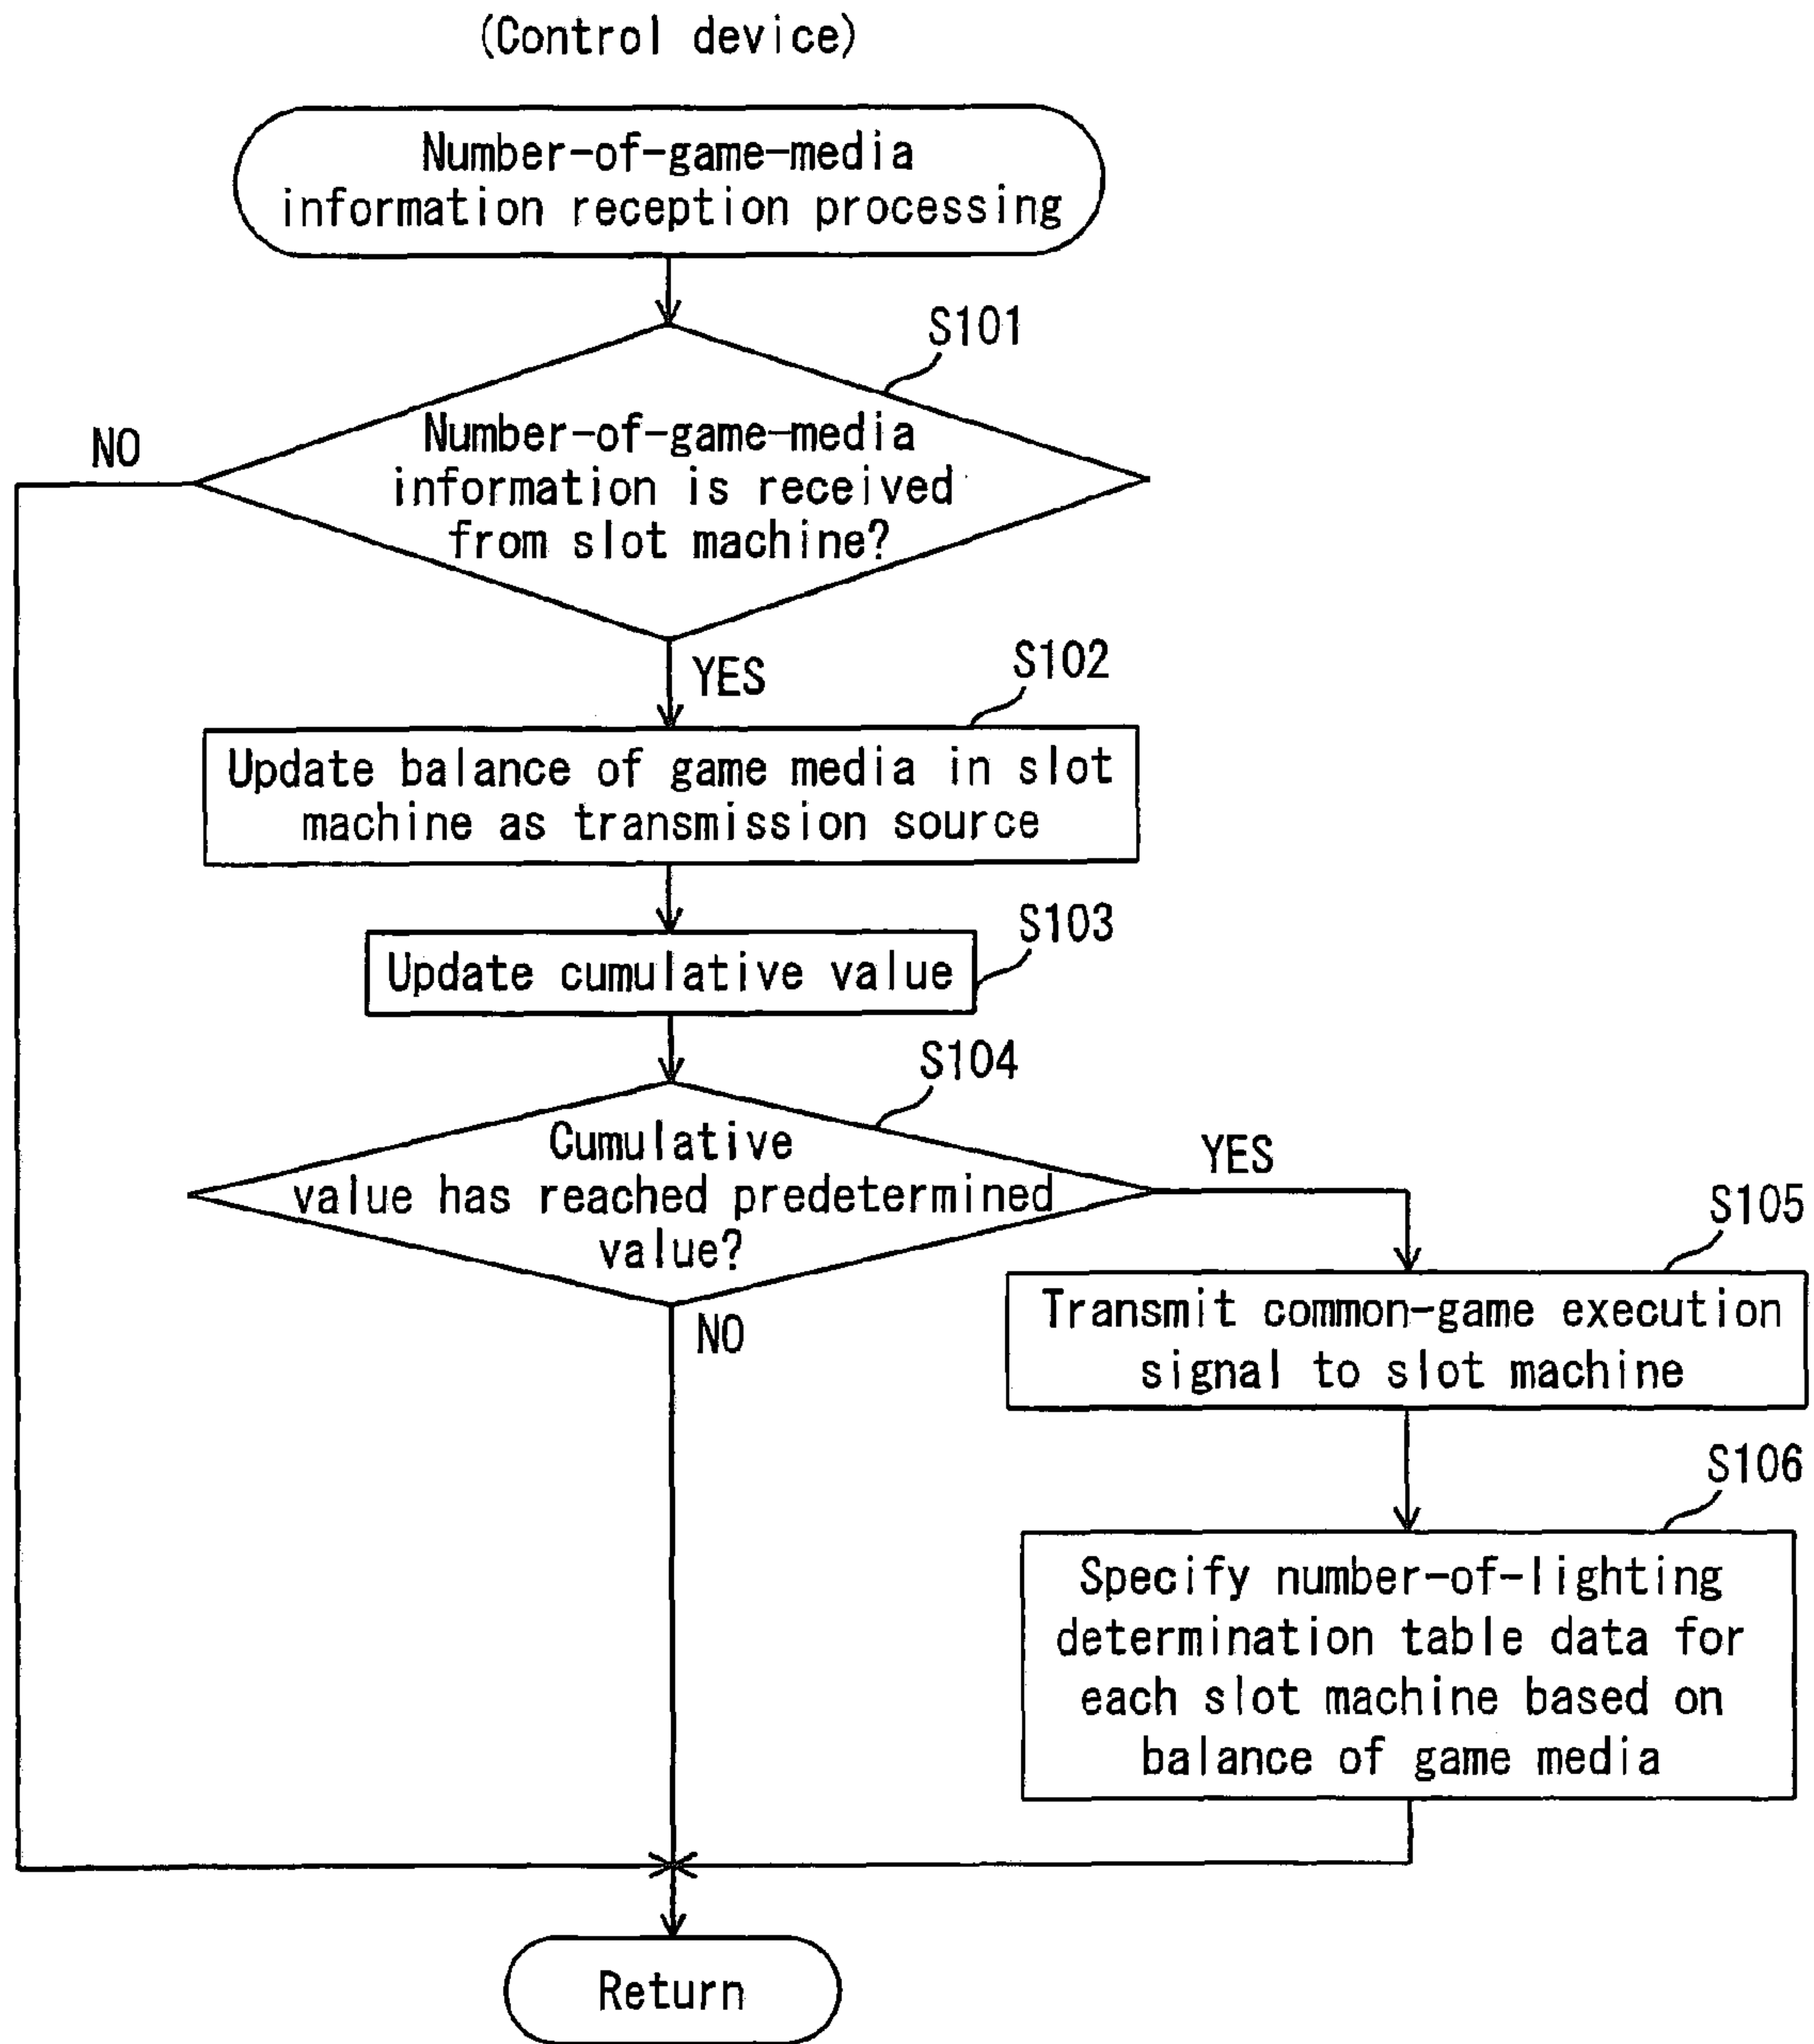 (Control device)
Number-of-game-media
information reception processing
S101
Number-of-game-media
information is received
from slot machine?
NO
YES
S102
Update balance of game media in slot
machine as transmission source
S103
Update cumulative value
S104
Cumulative
value has reached predetermined
value?
YES
NO
S105
Transmit common-game execution
signal to slot machine
S106
Specify number-of-lighting
determination table data for
each slot machine based on
balance of game media
Return